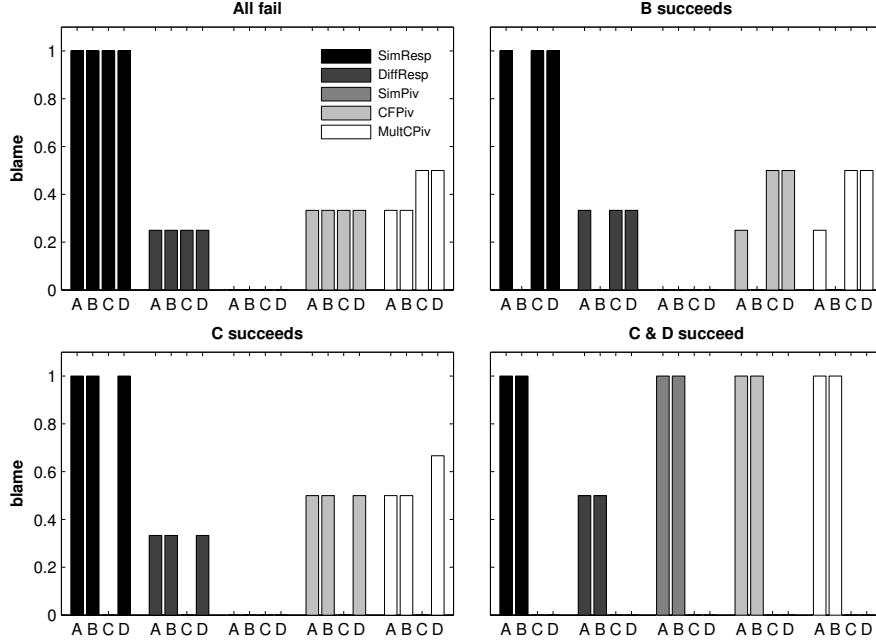 All fail
B succeeds
blame
1
0.8
0.6
0.4
0.2
0
SimResp
DiffResp
SimPiv
CFPiv
MultCPiv
A B C D A B C D A B C D A B C D A B C D
A B C D A B C D A B C D A B C D A B C D
C succeeds
C & D succeed
blame
1
0.8
0.6
0.4
0.2
0
A B C D A B C D A B C D A B C D A B C D
A B C D A B C D A B C D A B C D A B C D